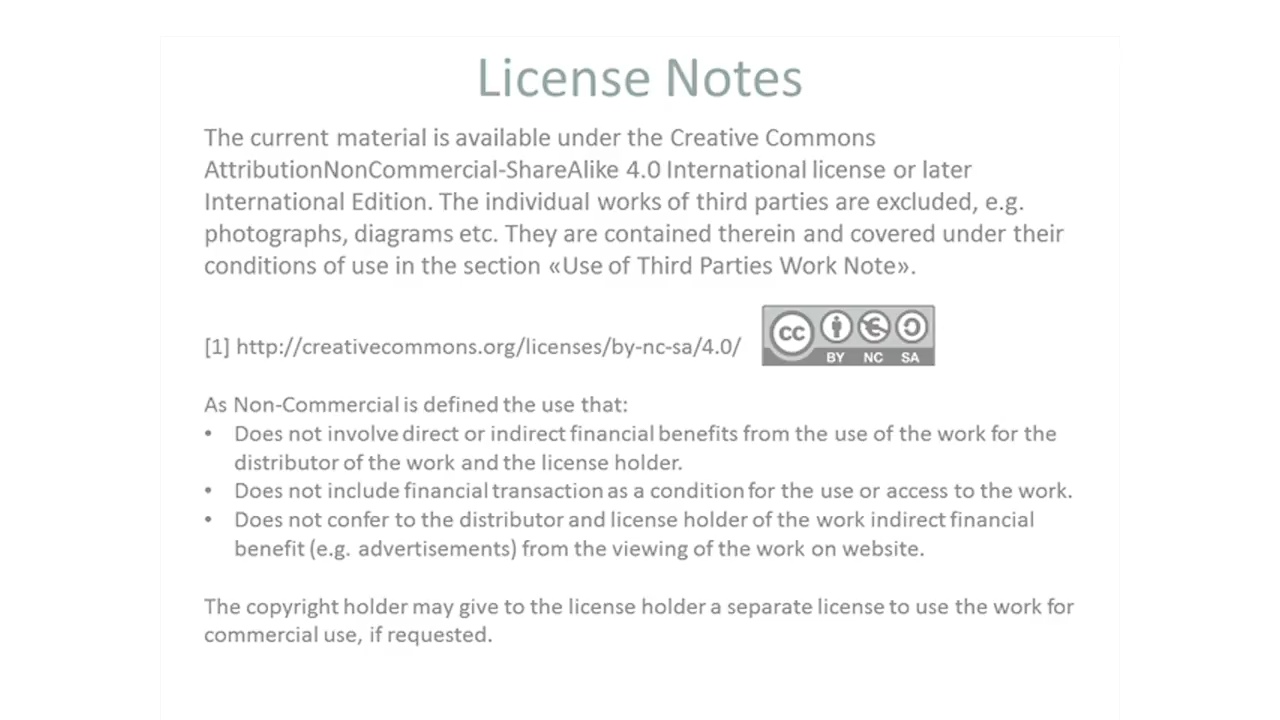 License Notes
The current material is available under the Creative Commons
AttributionNonCommercial-ShareAlike 4.0 International license or later
International Edition. The individual works of third parties are excluded, e.g.
photographs, diagrams etc. They are contained therein and covered under their
conditions of use in the section «Use of Third Parties Work Note».
[1] http://creativecommons.org/licenses/by-nc-sa/4.0/
cc BY NC SA
As Non-Commercial is defined the use that:
• Does not involve direct or indirect financial benefits from the use of the work for the
distributor of the work and the license holder.
• Does not include financial transaction as a condition for the use or access to the work.
• Does not confer to the distributor and license holder of the work indirect financial
benefit (e.g. advertisements) from the viewing of the work on website.
The copyright holder may give to the license holder a separate license to use the work for
commercial use, if requested.